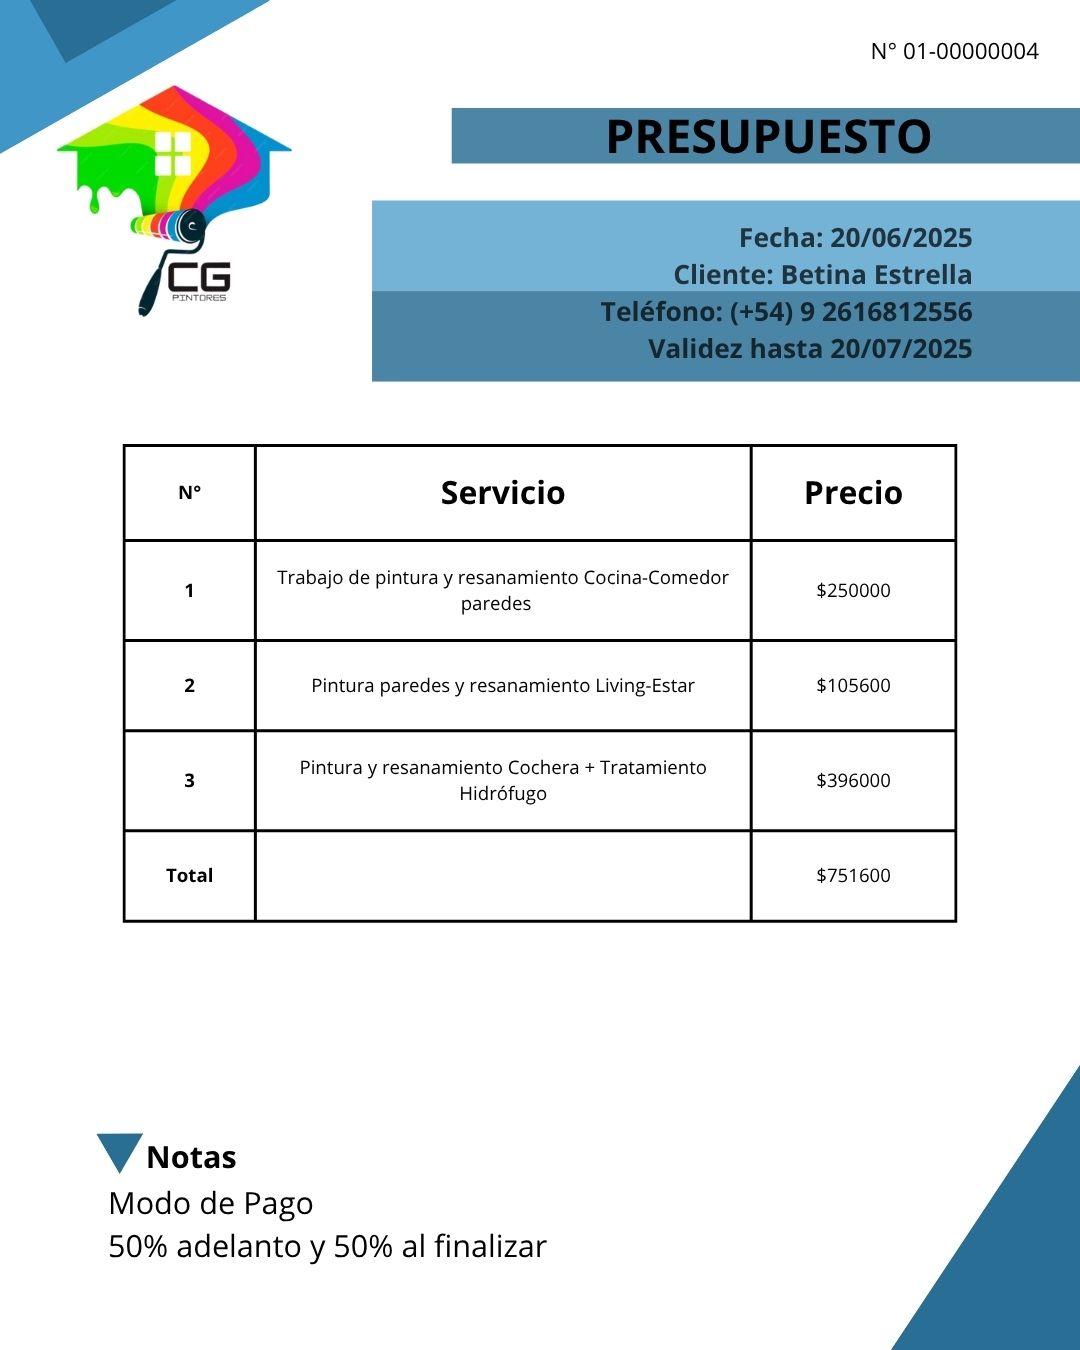 N° 01-00000004
PRESUPUESTO
CG
PINTORES
Fecha: 20/06/2025
Cliente: Betina Estrella
Teléfono: (+54) 9 2616812556
Validez hasta 20/07/2025
N° Servicio Precio
1 Trabajo de pintura y resanamiento Cocina-Comedor
paredes $250000
2 Pintura paredes y resanamiento Living-Estar $105600
3 Pintura y resanamiento Cochera + Tratamiento
Hidrófugo $396000
Total $751600
Notas
Modo de Pago
50% adelanto y 50% al finalizar